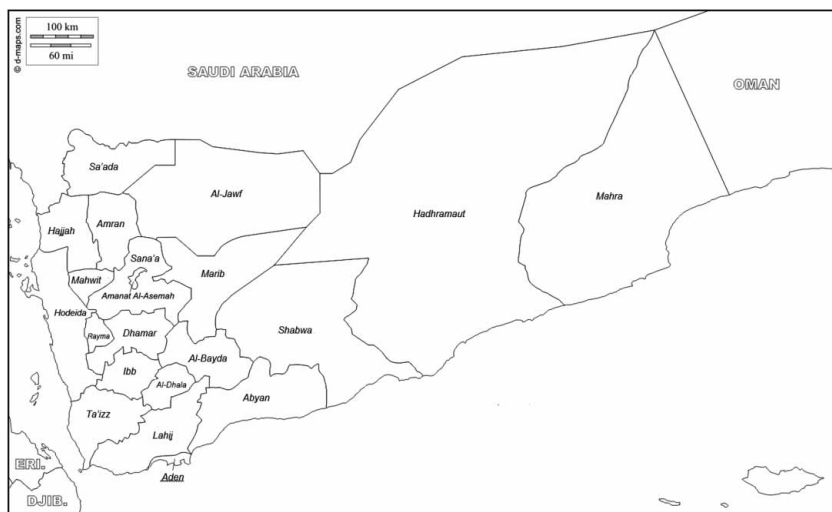 100 km
60 mi
© d-maps.com
SAUDI ARABIA
OMAN
Sa'ada
Al-Jawf
Hadhramaut
Mahra
Hajjah
Amran
Sana'a
Marib
Mahwit
Amanat Al-Asemah
Hodeida
Rayma
Dhamar
Shabwa
Al-Bayda
Ibb
Al-Dhala
Abyan
Ta'izz
Lahij
ERI.
Aden
DJIB.